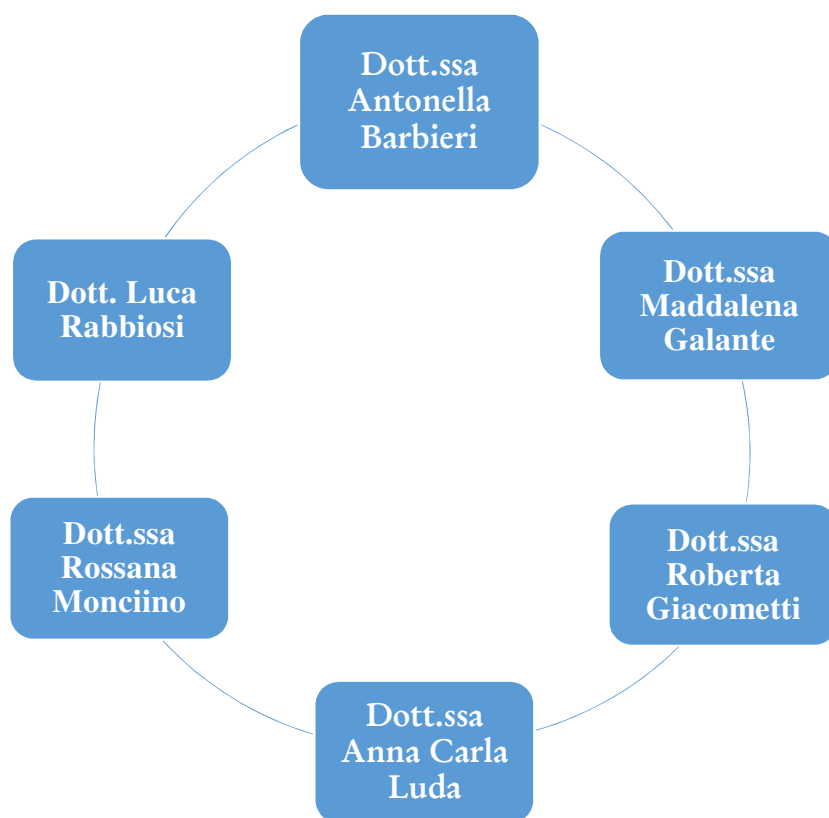 Dott.ssa
Antonella
Barbieri
Dott.ssa
Maddalena
Galante
Dott.ssa
Roberta
Giacometti
Dott.ssa
Anna Carla
Luda
Dott.ssa
Rossana
Monciino
Dott. Luca
Rabbiosi